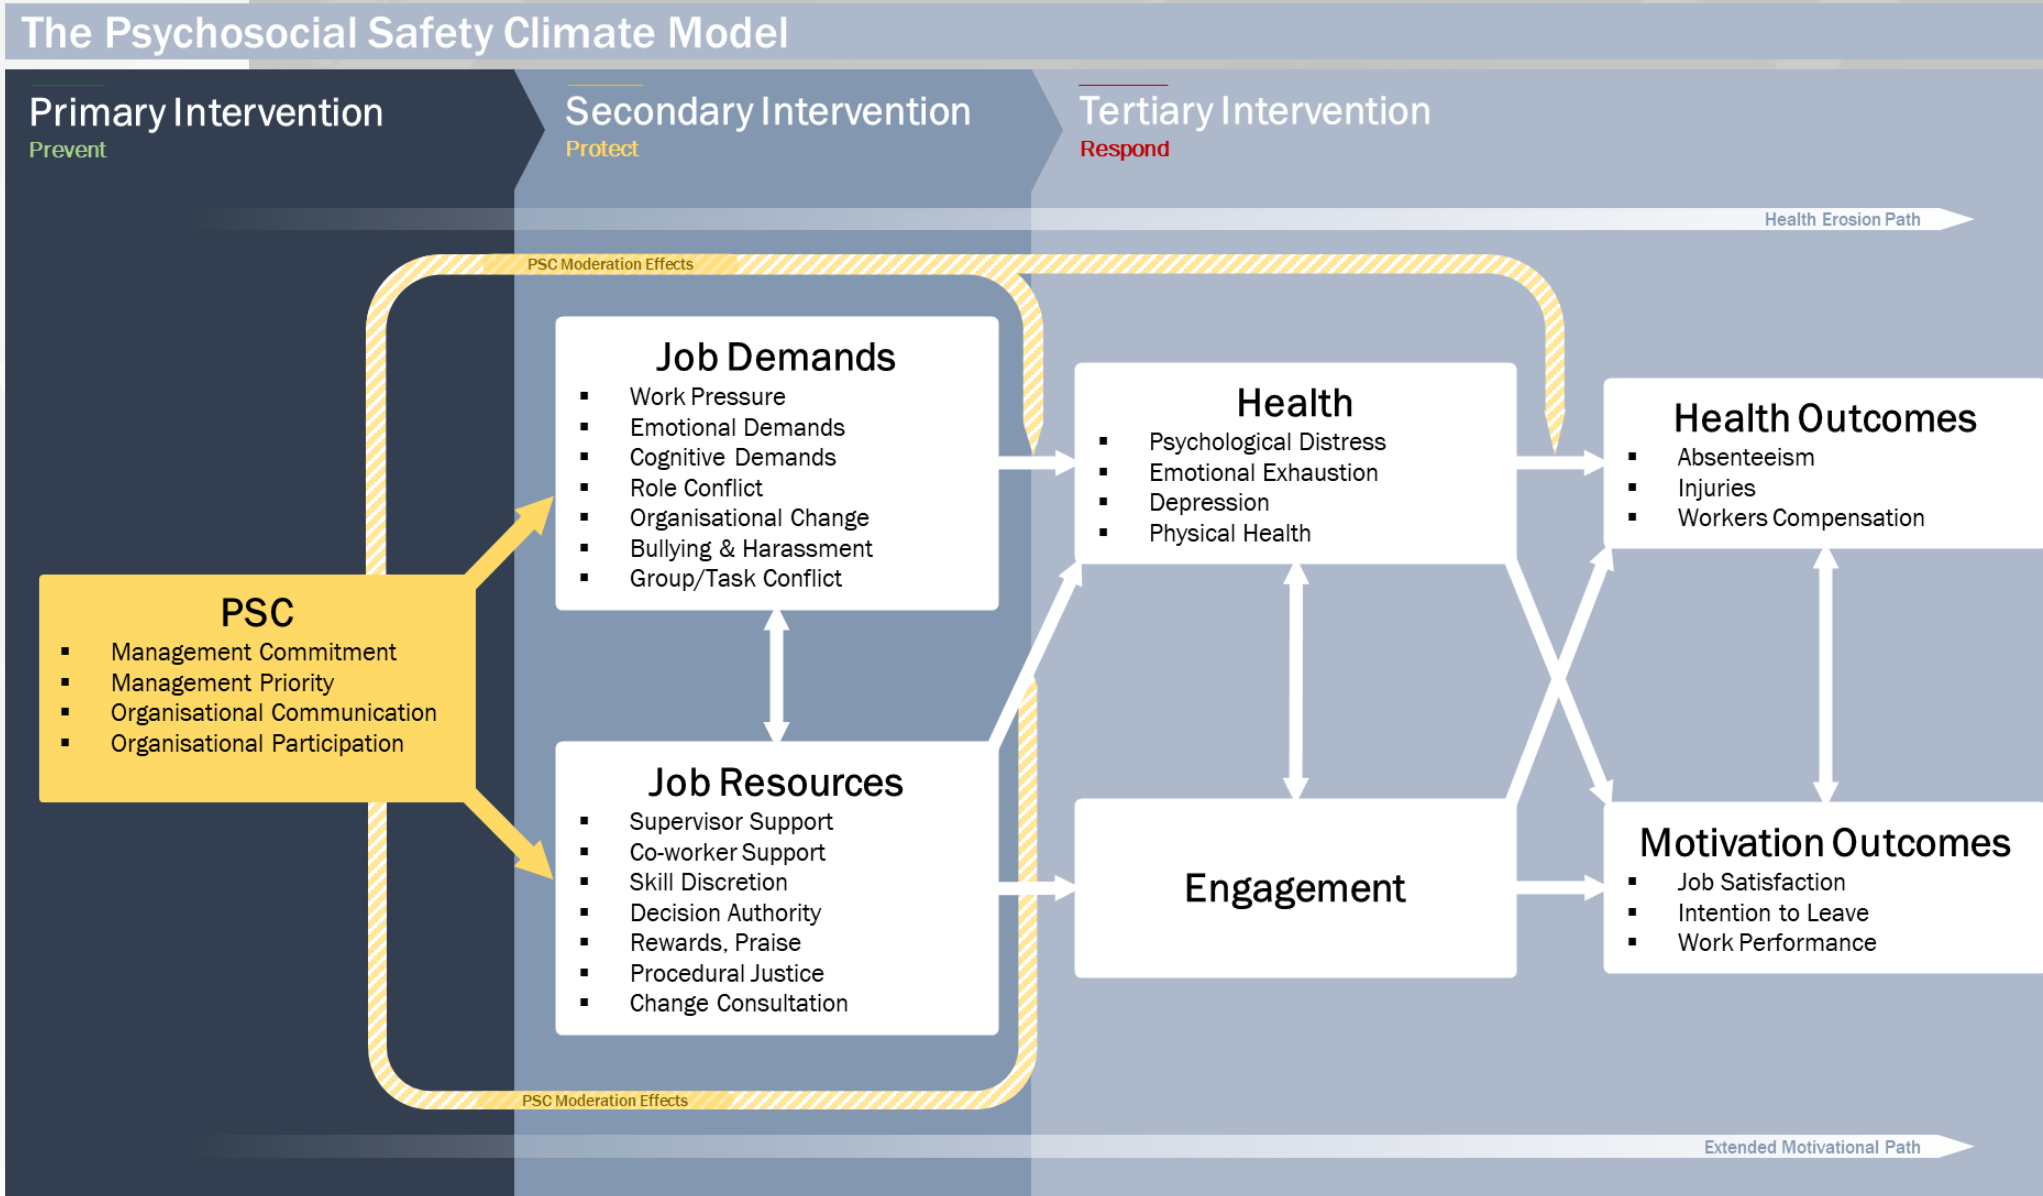 The Psychosocial Safety Climate Model
Primary Intervention
Prevent
Secondary Intervention
Protect
Tertiary Intervention
Respond
Health Erosion Path
PSC Moderation Effects
Job Demands
▪ Work Pressure
▪ Emotional Demands
▪ Cognitive Demands
▪ Role Conflict
▪ Organisational Change
▪ Bullying & Harassment
▪ Group/Task Conflict
Health
▪ Psychological Distress
▪ Emotional Exhaustion
▪ Depression
▪ Physical Health
Health Outcomes
▪ Absenteeism
▪ Injuries
▪ Workers Compensation
PSC
▪ Management Commitment
▪ Management Priority
▪ Organisational Communication
▪ Organisational Participation
Job Resources
▪ Supervisor Support
▪ Co-worker Support
▪ Skill Discretion
▪ Decision Authority
▪ Rewards, Praise
▪ Procedural Justice
▪ Change Consultation
Engagement
Motivation Outcomes
▪ Job Satisfaction
▪ Intention to Leave
▪ Work Performance
PSC Moderation Effects
Extended Motivational Path